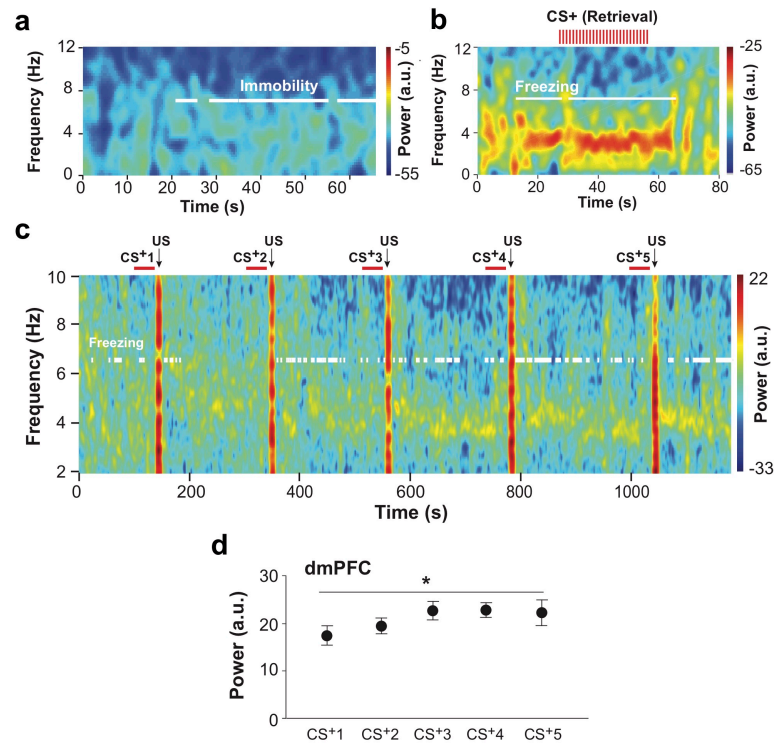 a
12
8
4
0
Frequency (Hz)
Immobility
0
10
20
30
40
50
60
Time (s)
-5
-55
Power (a.u.)
b
CS+ (Retrieval)
12
8
4
0
Frequency (Hz)
Freezing
0
20
40
60
80
Time (s)
-25
-65
Power (a.u.)
c
US
US
US
US
US
CS+1
CS+2
CS+3
CS+4
CS+5
10
8
6
4
2
Frequency (Hz)
Freezing
0
200
400
600
800
1000
Time (s)
22
-33
Power (a.u.)
d
dmPFC
*
30
20
10
0
Power (a.u.)
CS+1
CS+2
CS+3
CS+4
CS+5